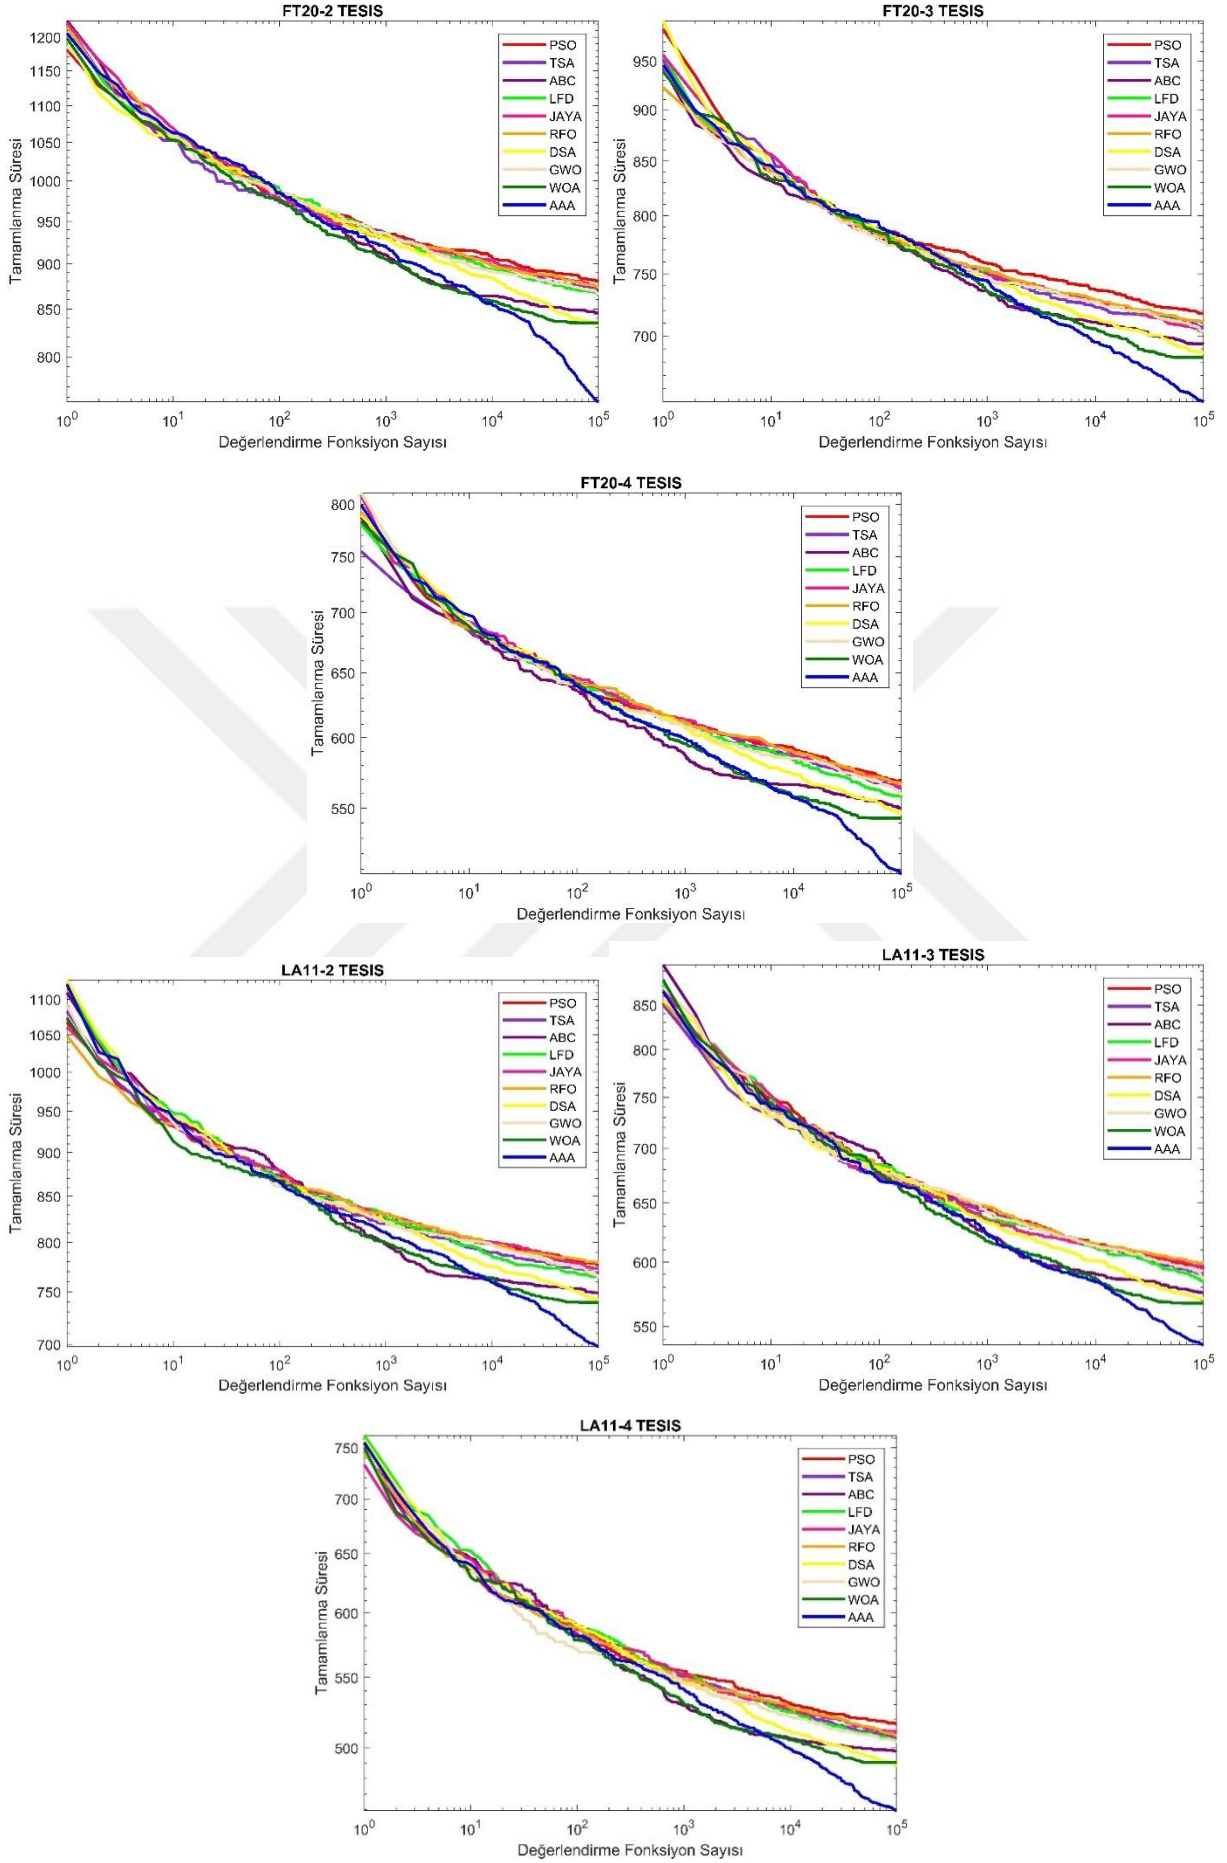 FT20-2 TESIS
1200
1150
1100
1050
1000
950
900
850
800
Tamamlanma Süresi
PSO
TSA
ABC
LFD
JAYA
RFO
DSA
GWO
WOA
AAA
10^0 10^1 10^2 10^3 10^4 10^5
Değerlendirme Fonksiyon Sayısı
FT20-3 TESIS
950
900
850
800
750
700
Tamamlanma Süresi
PSO
TSA
ABC
LFD
JAYA
RFO
DSA
GWO
WOA
AAA
10^0 10^1 10^2 10^3 10^4 10^5
Değerlendirme Fonksiyon Sayısı
FT20-4 TESIS
800
750
700
650
600
550
Tamamlanma Süresi
PSO
TSA
ABC
LFD
JAYA
RFO
DSA
GWO
WOA
AAA
10^0 10^1 10^2 10^3 10^4 10^5
Değerlendirme Fonksiyon Sayısı
LA11-2 TESIS
1100
1050
1000
950
900
850
800
750
700
Tamamlanma Süresi
PSO
TSA
ABC
LFD
JAYA
RFO
DSA
GWO
WOA
AAA
10^0 10^1 10^2 10^3 10^4 10^5
Değerlendirme Fonksiyon Sayısı
LA11-3 TESIS
850
800
750
700
650
600
550
Tamamlanma Süresi
PSO
TSA
ABC
LFD
JAYA
RFO
DSA
GWO
WOA
AAA
10^0 10^1 10^2 10^3 10^4 10^5
Değerlendirme Fonksiyon Sayısı
LA11-4 TESIS
750
700
650
600
550
500
Tamamlanma Süresi
PSO
TSA
ABC
LFD
JAYA
RFO
DSA
GWO
WOA
AAA
10^0 10^1 10^2 10^3 10^4 10^5
Değerlendirme Fonksiyon Sayısı